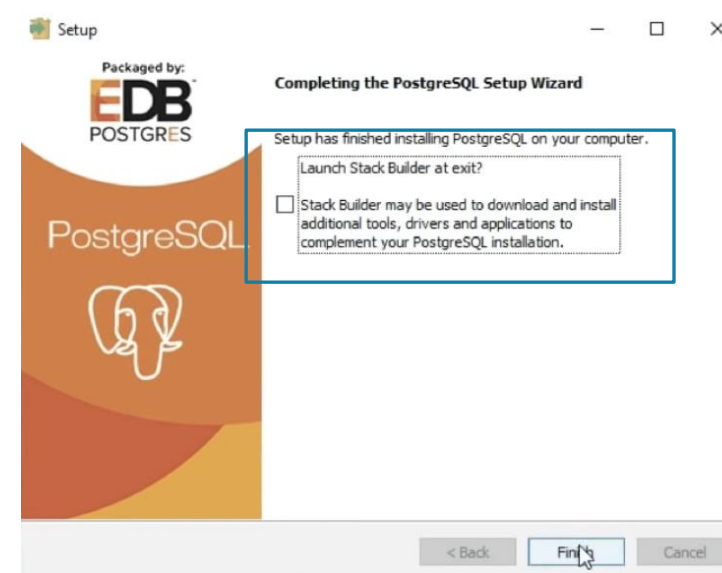 Setup
Packaged by:
EDB
POSTGRES
PostgreSQL
Completing the PostgreSQL Setup Wizard
Setup has finished installing PostgreSQL on your computer.
Launch Stack Builder at exit?
Stack Builder may be used to download and install
additional tools, drivers and applications to
complement your PostgreSQL installation.
< Back
Finish
Cancel